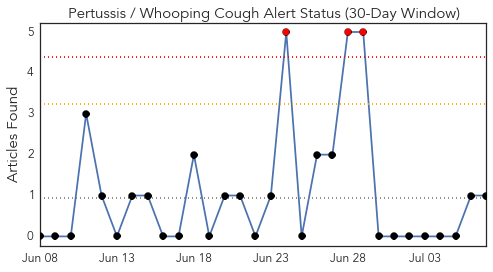 Pertussis / Whooping Cough Alert Status (30-Day Window)
Articles Found
5
4
3
2
1
0
Jun 08 Jun 13 Jun 18 Jun 23 Jun 28 Jul 03